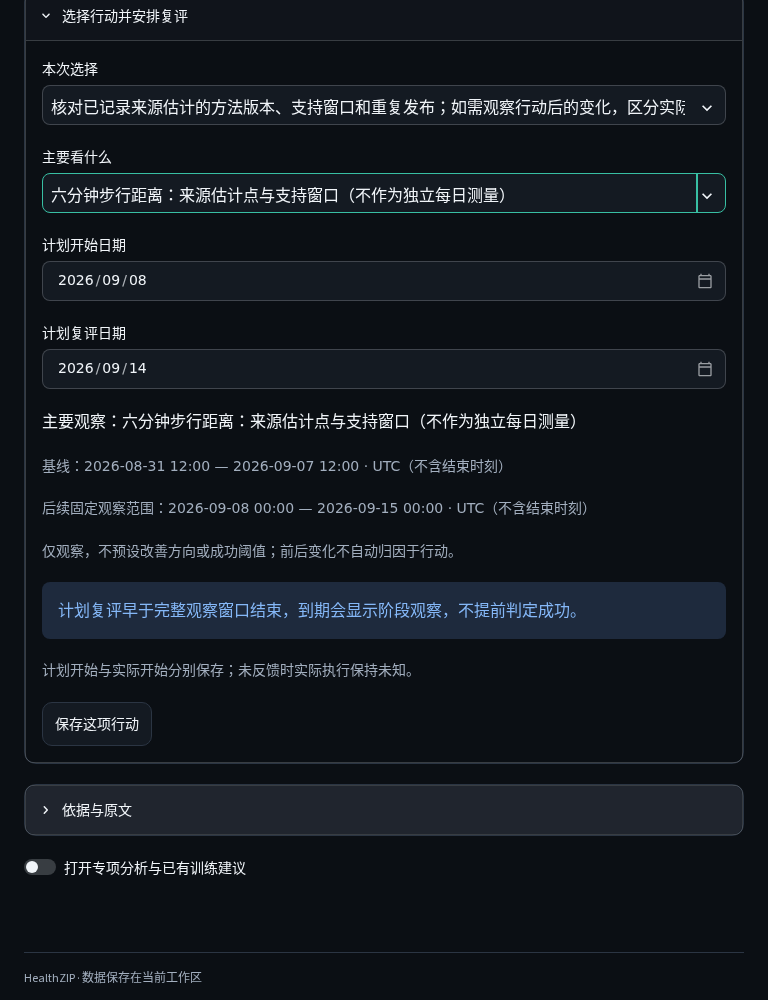 选择行动并安排复评
本次选择
核对已记录来源估计的方法版本、支持窗口和重复发布；如需观察行动后的变化，区分实际
主要看什么
六分钟步行距离：来源估计点与支持窗口（不作为独立每日测量）
计划开始日期
2026/09/08
计划复评日期
2026/09/14
主要观察：六分钟步行距离：来源估计点与支持窗口（不作为独立每日测量）
基线：2026-08-31 12:00 — 2026-09-07 12:00 · UTC（不含结束时刻）
后续固定观察范围：2026-09-08 00:00 — 2026-09-15 00:00 · UTC（不含结束时刻）
仅观察，不预设改善方向或成功阈值；前后变化不自动归因于行动。
计划复评早于完整观察窗口结束，到期会显示阶段观察，不提前判定成功。
计划开始与实际开始分别保存；未反馈时实际执行保持未知。
保存这项行动
依据与原文
打开专项分析与已有训练建议
HealthZIP · 数据保存在当前工作区